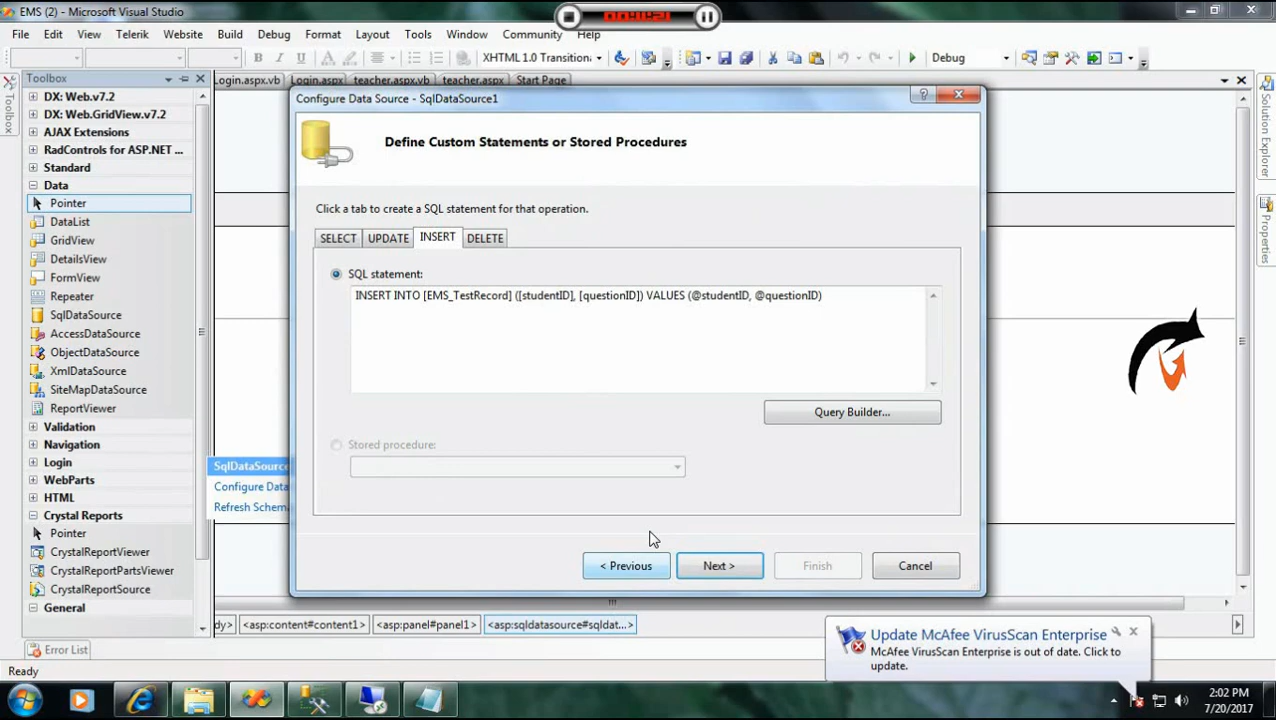 EMS (2) - Microsoft Visual Studio
File Edit View Telerik Website Build Debug Format Layout Tools Window Community Help
B I U XHTML 1.0 Transition Debug
Toolbox
Login.aspx.vb Login.aspx teacher.aspx.vb teacher.aspx Start Page
Toolbox
DX: Web.v7.2
DX: Web.GridView.v7.2
AJAX Extensions
RadControls for ASP.NET ...
Standard
Data
Pointer
DataList
GridView
DetailsView
FormView
Repeater
SqlDataSource
AccessDataSource
ObjectDataSource
XmlDataSource
SiteMapDataSource
ReportViewer
Validation
Navigation
Login
WebParts
HTML
Crystal Reports
Pointer
CrystalReportViewer
CrystalReportPartsViewer
CrystalReportSource
General
SqlDataSource
Configure Data
Refresh Schem
Configure Data Source - SqlDataSource1
Define Custom Statements or Stored Procedures
Click a tab to create a SQL statement for that operation.
SELECT UPDATE INSERT DELETE
SQL statement:
INSERT INTO [EMS_TestRecord] ([studentID], [questionID]) VALUES (@studentID, @questionID)
Query Builder...
Stored procedure:
< Previous Next > Finish Cancel
Solution Explorer
Properties
dy> <asp:content#content1> <asp:panel#panel1> <asp:sqldatasource#sqldat...>
Error List
Ready
Update McAfee VirusScan Enterprise
McAfee VirusScan Enterprise is out of date. Click to
update.
2:02 PM
7/20/2017